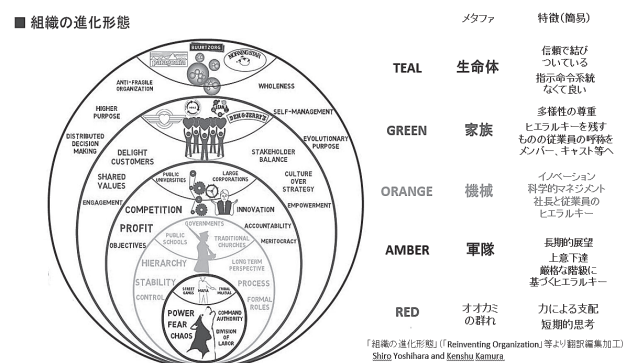 ■ 組織の進化形態
メタファ
特徴(簡易)
BUURTZORG
patagonia
MORNING STAR
ANTI-FRAGILE
ORGANIZATION
WHOLENESS
HIGHER
PURPOSE
SELF-MANAGEMENT
DISTRIBUTED
DECISION
MAKING
EVOLUTIONARY
PURPOSE
BEN&JERRY'S
DELIGHT
CUSTOMERS
STAKEHOLDER
BALANCE
SHARED
VALUES
CULTURE
OVER
STRATEGY
ENGAGEMENT
EMPOWERMENT
PUBLIC
UNIVERSITIES
LARGE
CORPORATIONS
COMPETITION
INNOVATION
PROFIT
ACCOUNTABILITY
OBJECTIVES
MERITOCRACY
GOVERNMENTS
PUBLIC
SCHOOLS
TRADITIONAL
CHURCHES
HIERARCHY
LONG TERM
PERSPECTIVE
STABILITY
PROCESS
CONTROL
FORMAL
ROLES
STREET
GANGS
MAFIA
TRIBAL
MILITIAS
POWER
FEAR
CHAOS
COMMAND
AUTHORITY
DIVISION
OF LABOR
TEAL
生命体
信頼で結び
ついている
指示命令系統
なくて良い
GREEN
家族
多様性の尊重
ヒエラルキーを残す
ものの従業員の呼称を
メンバー、キャスト等へ
ORANGE
機械
イノベーション
科学的マネジメント
社長と従業員の
ヒエラルキー
AMBER
軍隊
長期的展望
上意下達
厳格な階級に
基づくヒエラルキー
RED
オオカミ
の群れ
力による支配
短期的思考
「組織の進化形態」(「Reinventing Organization」等より翻訳編集加工)
Shiro Yoshihara and Kenshu Kamura